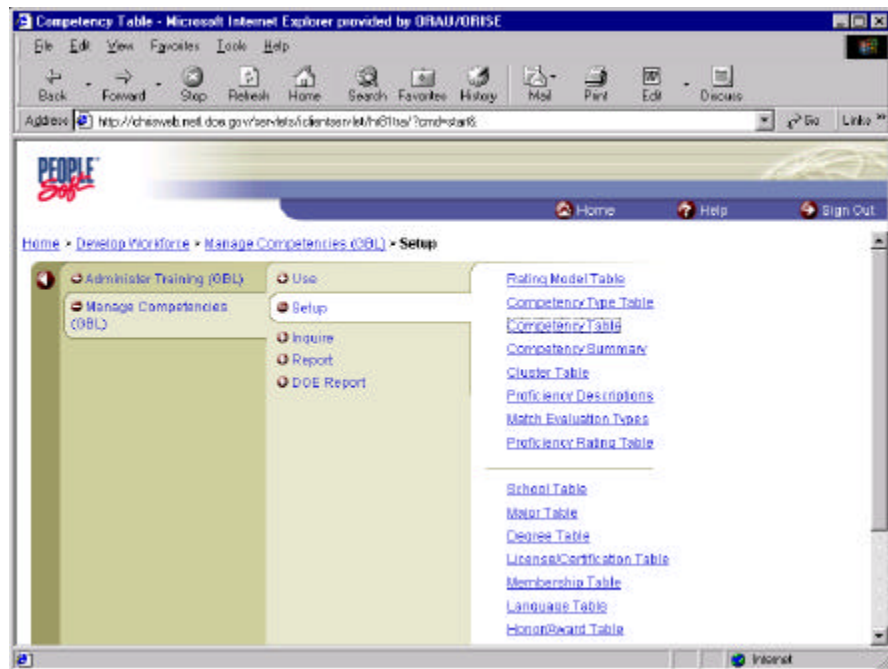 Competency Table - Microsoft Internet Explorer provided by ORAU/ORISE
File Edit View Favorites Tools Help
Back Forward Stop Refresh Home Search Favorites History Mail Print Edit Discuss
Address Go Links »
PEOPLE
Soft
Home Help Sign Out
Home > Develop Workforce > Manage Competencies (GBL) > Setup
Administer Training (GBL)
Manage Competencies
(GBL)
Use
Setup
Inquire
Report
DOE Report
Rating Model Table
Competency Type Table
Competency Table
Competency Summary
Cluster Table
Proficiency Descriptions
Match Evaluation Types
Proficiency Rating Table
School Table
Major Table
Degree Table
License/Certification Table
Membership Table
Language Table
Honor/Award Table
Internet